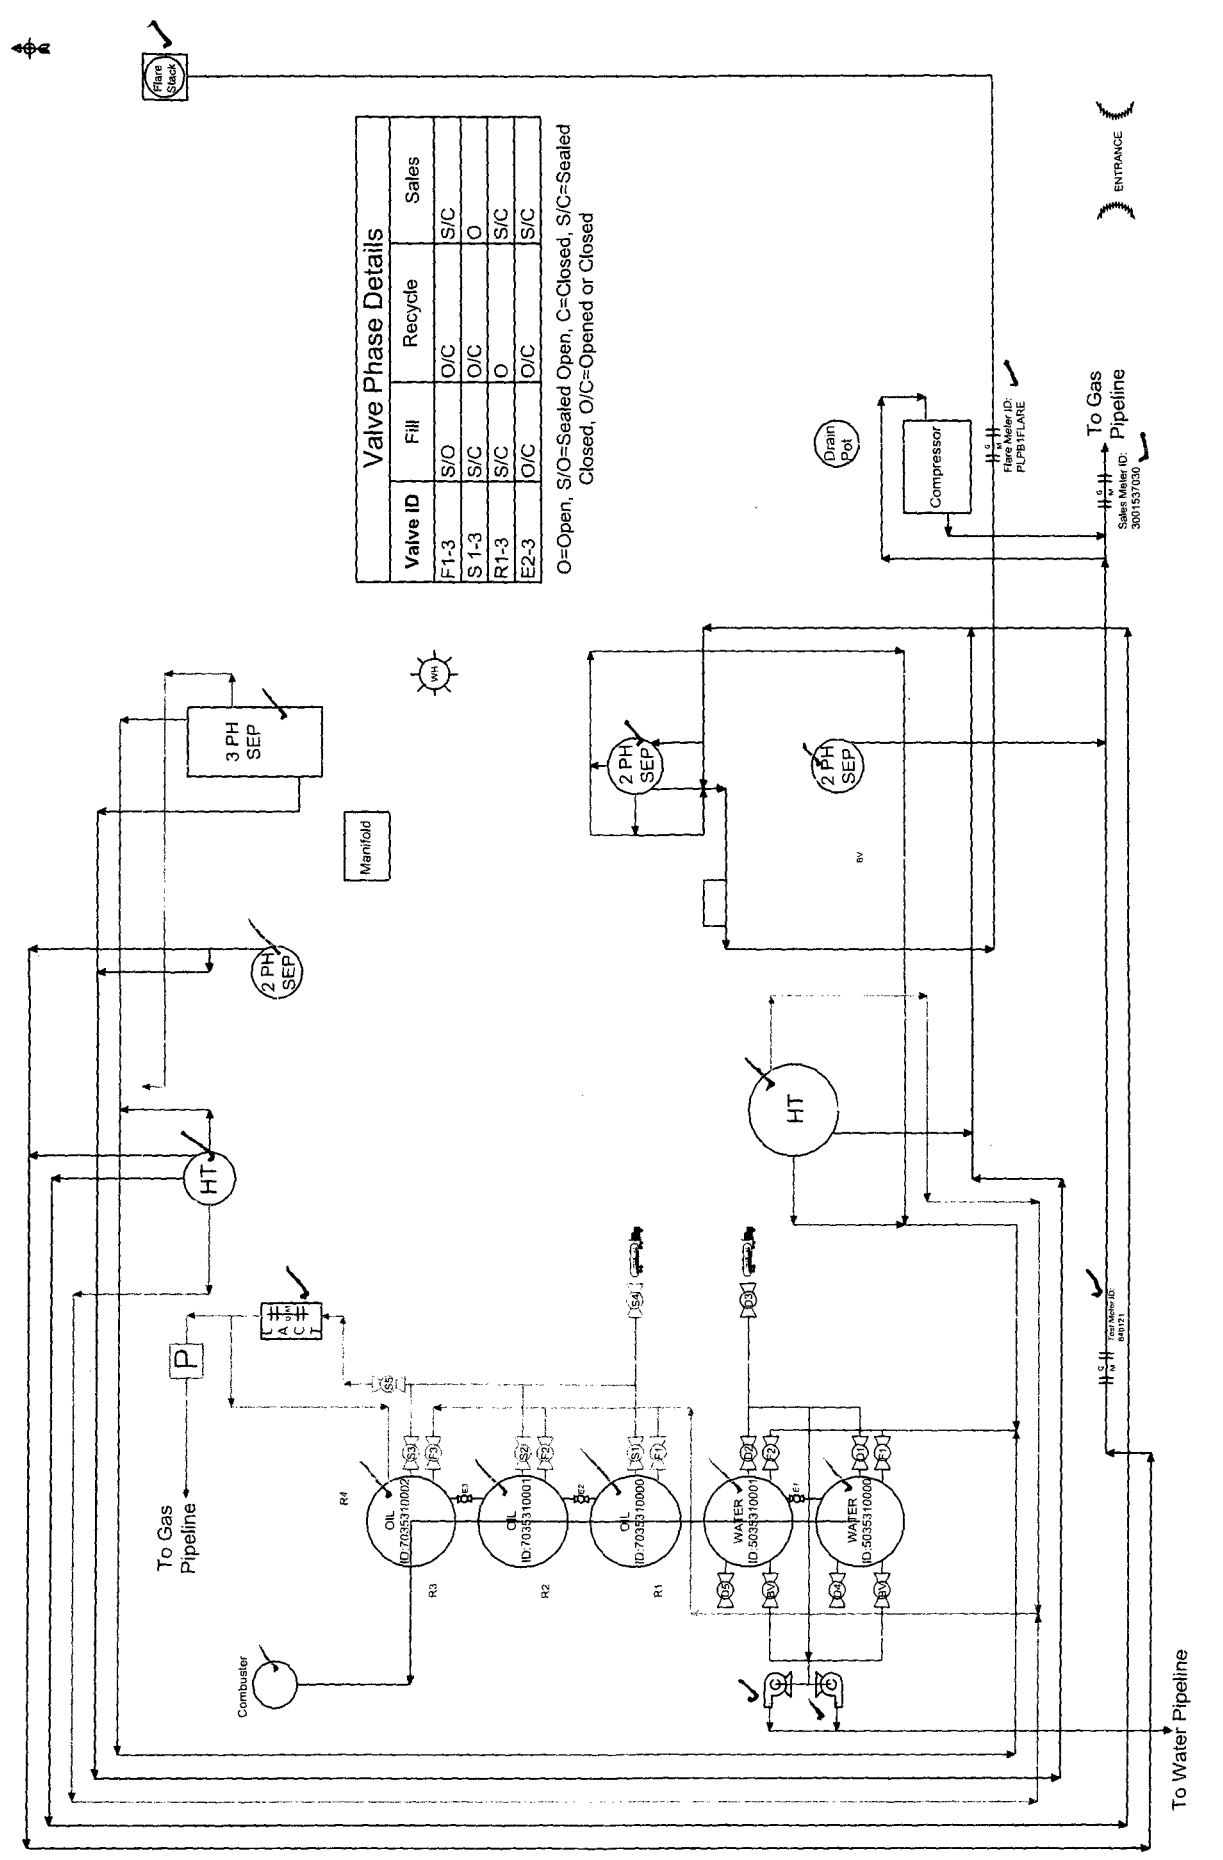 Flare
Stack
Valve Phase Details
Valve ID Fill Recycle Sales
F1-3 S/O O/C S/C
S 1-3 S/C O/C O
R1-3 S/C O S/C
E2-3 O/C O/C S/C
O=Open, S/O=Sealed Open, C=Closed, S/C=Sealed
Closed, O/C=Opened or Closed
ENTRANCE
Drain
Pot
Compressor
G
M
Flare Meter ID:
PLPB1FLARE
To Gas
Pipeline
G
M
Sales Meter ID:
3001537030
3 PH
SEP
WH
Manifold
2 PH
SEP
2 PH
SEP
2 PH
SEP
BV
HT
HT
L
A
C
T
P
To Gas
Pipeline
S5
S4
D3
G
M
Test Meter ID:
640121
R4
OIL
ID:7035310002
S3
F3
E3
R3
OIL
ID:7035310001
S2
F2
E2
R2
OIL
ID:7035310000
S1
F1
R1
WATER
ID:5035310001
D2
F2
E1
D5
BV
WATER
ID:5035310000
D1
F1
D4
BV
Combuster
To Water Pipeline